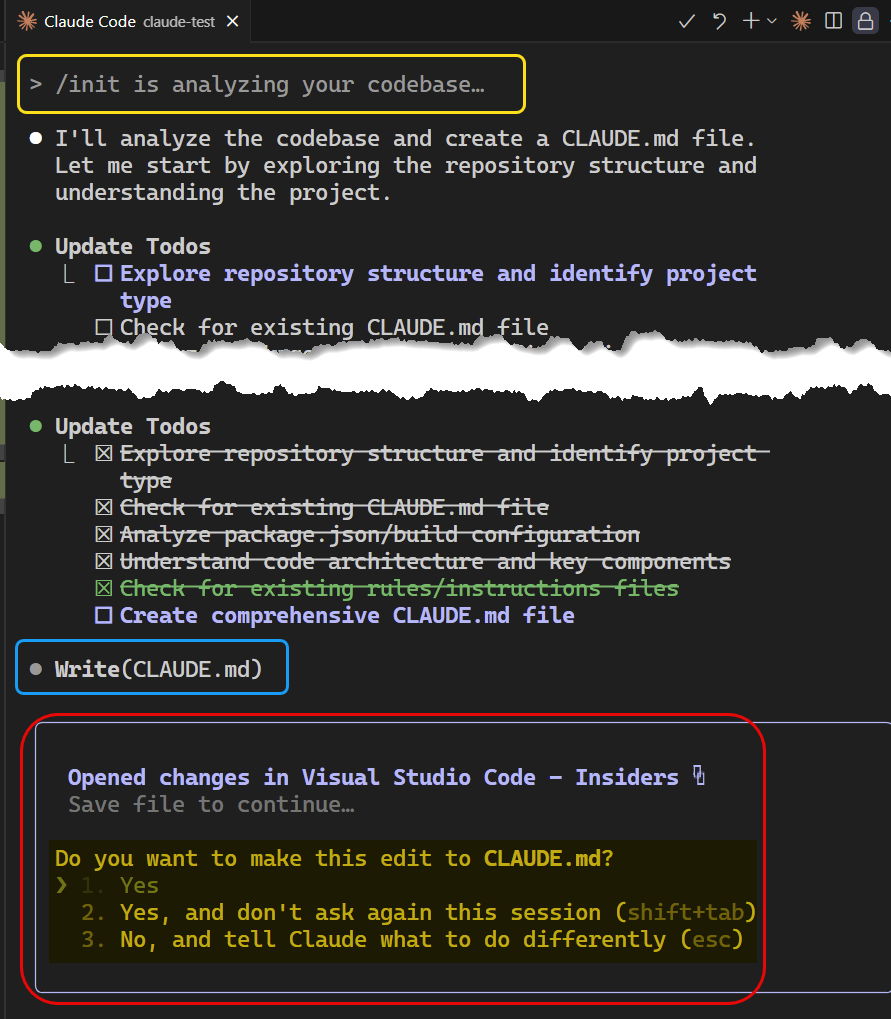 Claude Code claude-test
> /init is analyzing your codebase…
I'll analyze the codebase and create a CLAUDE.md file.
Let me start by exploring the repository structure and
understanding the project.
Update Todos
☐ Explore repository structure and identify project
type
☐ Check for existing CLAUDE.md file
Update Todos
☒ Explore repository structure and identify project
type
☒ Check for existing CLAUDE.md file
☒ Analyze package.json/build configuration
☒ Understand code architecture and key components
☒ Check for existing rules/instructions files
☐ Create comprehensive CLAUDE.md file
Write(CLAUDE.md)
Opened changes in Visual Studio Code - Insiders
Save file to continue…
Do you want to make this edit to CLAUDE.md?
❯ 1. Yes
2. Yes, and don't ask again this session (shift+tab)
3. No, and tell Claude what to do differently (esc)